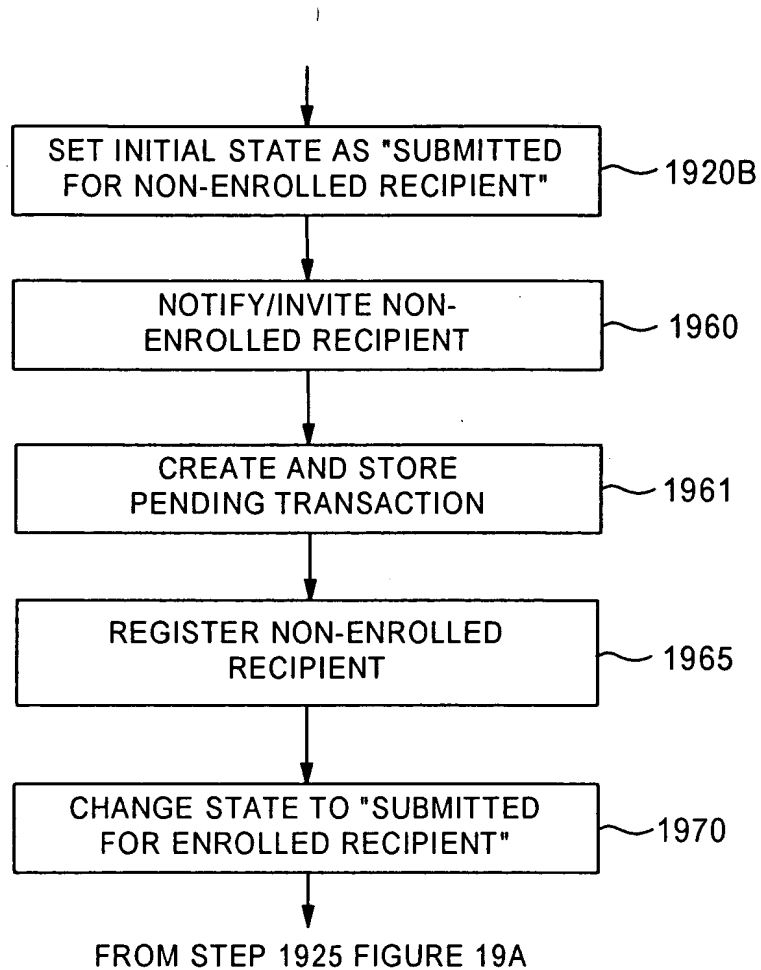 SET INITIAL STATE AS "SUBMITTED
FOR NON-ENROLLED RECIPIENT"
1920B
NOTIFY/INVITE NON-
ENROLLED RECIPIENT
1960
CREATE AND STORE
PENDING TRANSACTION
1961
REGISTER NON-ENROLLED
RECIPIENT
1965
CHANGE STATE TO "SUBMITTED
FOR ENROLLED RECIPIENT"
1970
FROM STEP 1925 FIGURE 19A